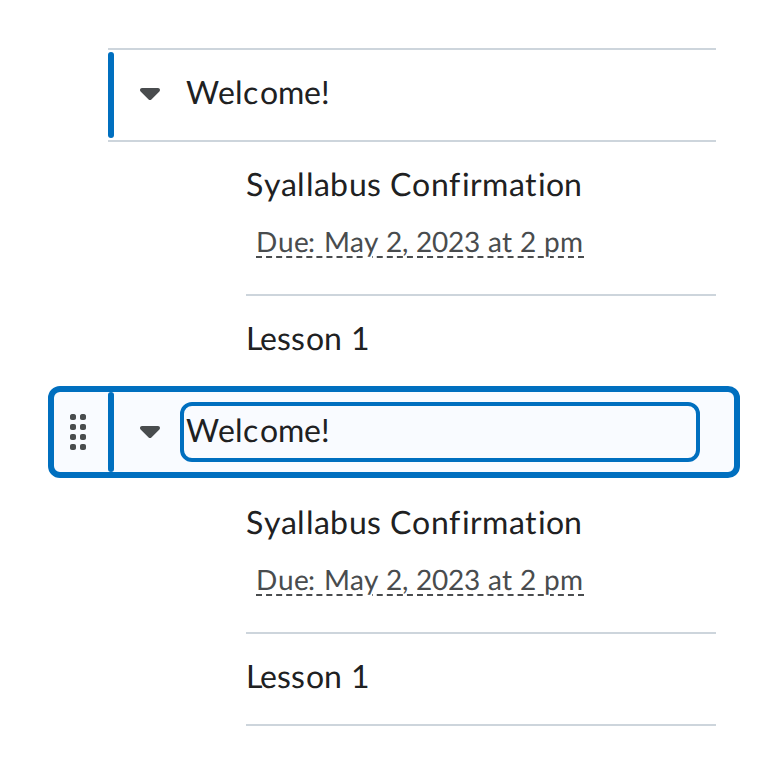 Welcome!
Syallabus Confirmation
Due: May 2, 2023 at 2 pm
Lesson 1
Welcome!
Syallabus Confirmation
Due: May 2, 2023 at 2 pm
Lesson 1